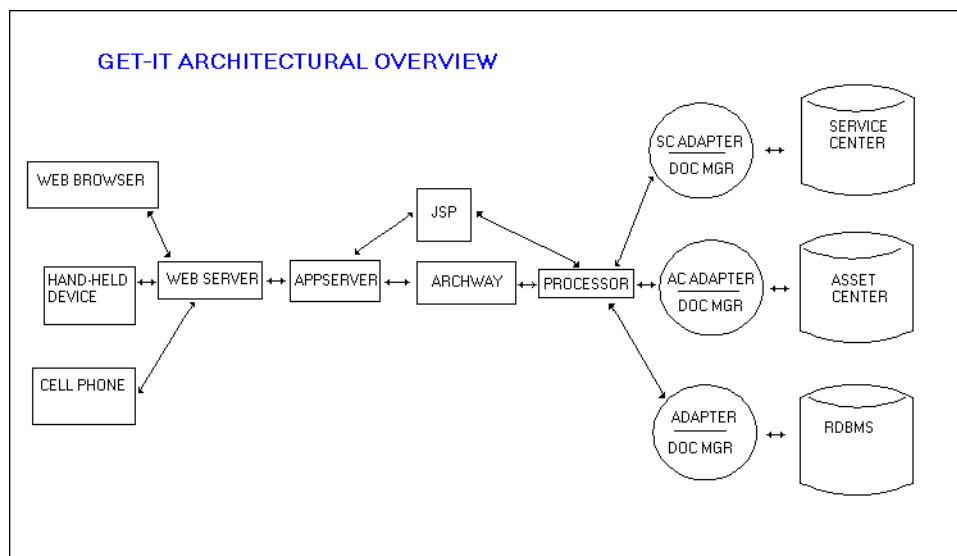 GET-IT ARCHITECTURAL OVERVIEW
WEB BROWSER
HAND-HELD
DEVICE
CELL PHONE
WEB SERVER
APPSERVER
JSP
ARCHWAY
PROCESSOR
SC ADAPTER
DOC MGR
SERVICE
CENTER
AC ADAPTER
DOC MGR
ASSET
CENTER
ADAPTER
DOC MGR
RDBMS